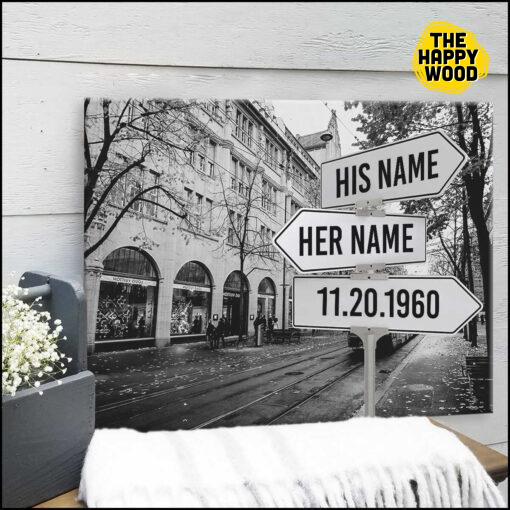 THE
HAPPY
WOOD
HIS NAME
HER NAME
11.20.1960